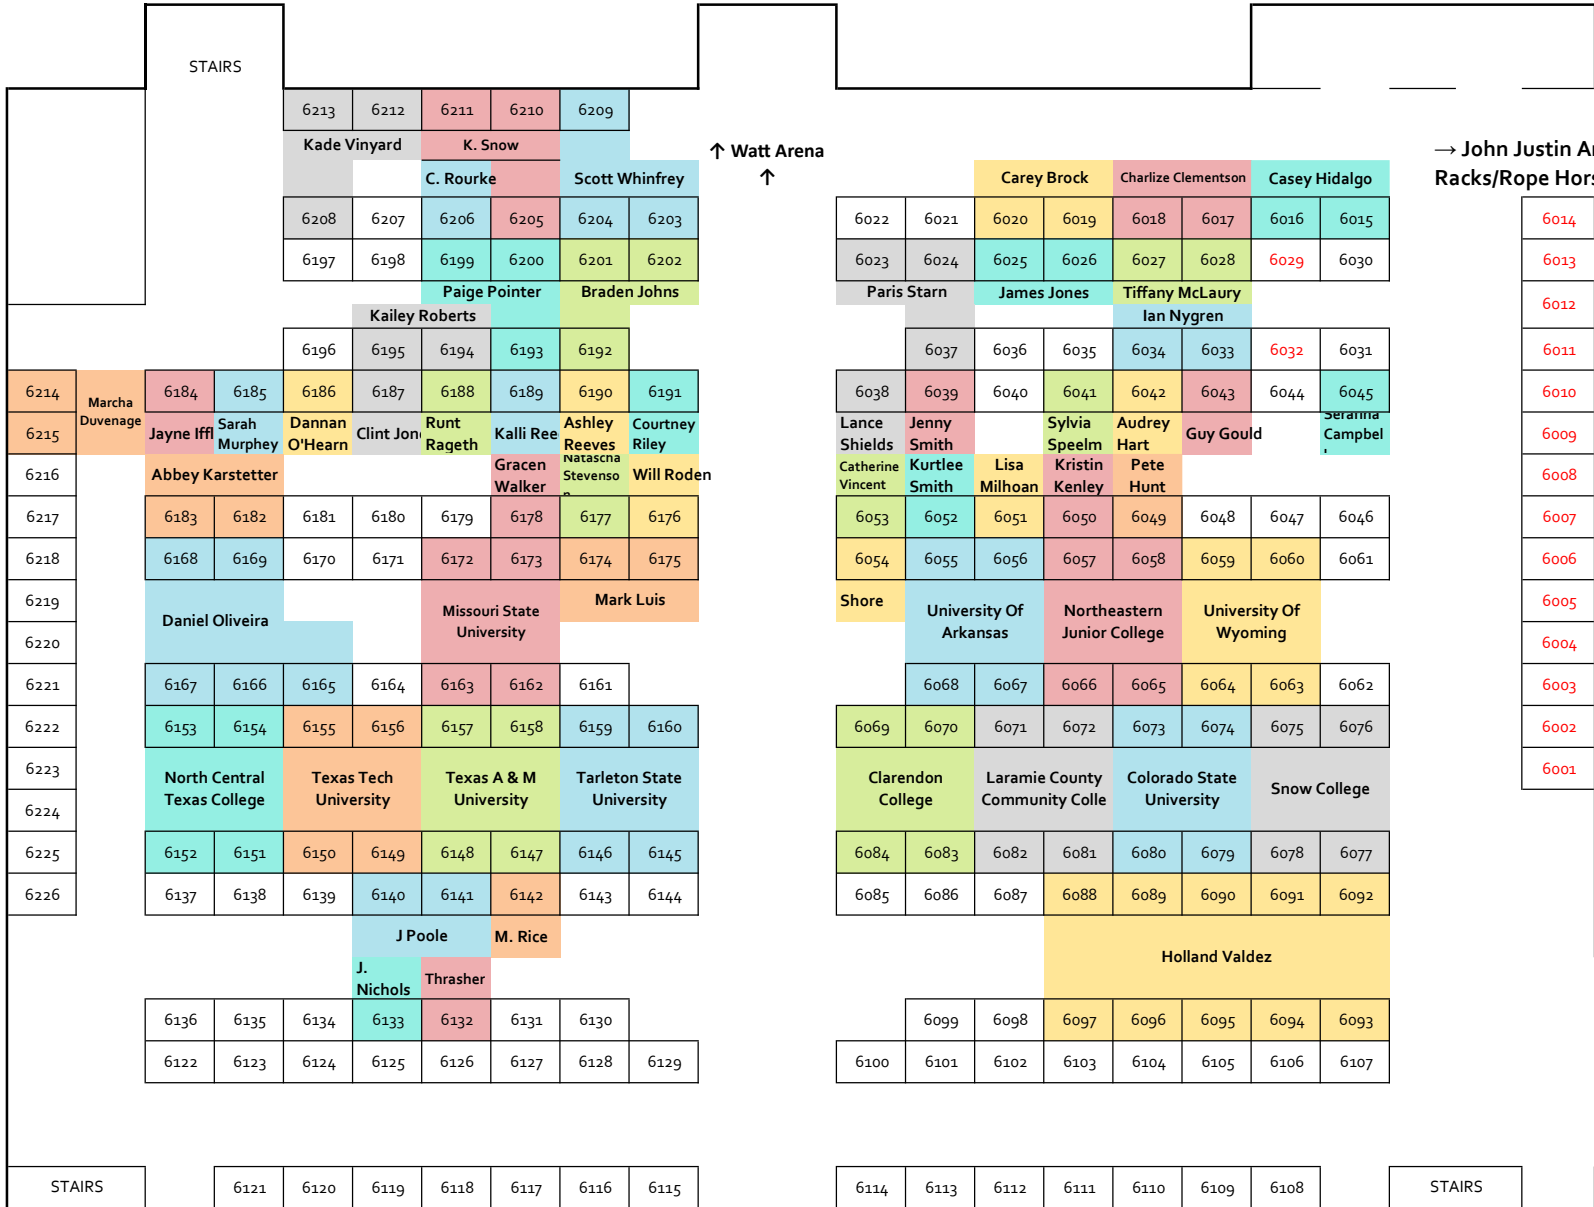 STAIRS
6213 6212 6211 6210 6209
Kade Vinyard K. Snow
↑ Watt Arena
↑
→ John Justin Ar
Racks/Rope Hors
C. Rourke Scott Whinfrey Carey Brock Charlize Clementson Casey Hidalgo
6208 6207 6206 6205 6204 6203 6022 6021 6020 6019 6018 6017 6016 6015 6014
6197 6198 6199 6200 6201 6202 6023 6024 6025 6026 6027 6028 6029 6030 6013
Paige Pointer Braden Johns Paris Starn James Jones Tiffany McLaury 6012
Kailey Roberts Ian Nygren
6196 6195 6194 6193 6192 6037 6036 6035 6034 6033 6032 6031 6011
6214 6184 6185 6186 6187 6188 6189 6190 6191 6038 6039 6040 6041 6042 6043 6044 6045 6010
Marcha
Duvenage
6215 Jayne Iffl Sarah
Murphey Dannan
O'Hearn Clint Jon Runt
Rageth Kalli Ree Ashley
Reeves Courtney
Riley Lance
Shields Jenny
Smith Sylvia
Speelm Audrey
Hart Guy Gould Serafina
Campbel 6009
6216 Abbey Karstetter Gracen
Walker Natascha
Stevenso
n Will Roden Catherine
Vincent Kurtlee
Smith Lisa
Milhoan Kristin
Kenley Pete
Hunt 6008
6217 6183 6182 6181 6180 6179 6178 6177 6176 6053 6052 6051 6050 6049 6048 6047 6046 6007
6218 6168 6169 6170 6171 6172 6173 6174 6175 6054 6055 6056 6057 6058 6059 6060 6061 6006
6219 Mark Luis Shore 6005
Daniel Oliveira Missouri State
University University Of
Arkansas Northeastern
Junior College University Of
Wyoming
6220 6004
6221 6167 6166 6165 6164 6163 6162 6161 6068 6067 6066 6065 6064 6063 6062 6003
6222 6153 6154 6155 6156 6157 6158 6159 6160 6069 6070 6071 6072 6073 6074 6075 6076 6002
6223 6001
North Central
Texas College Texas Tech
University Texas A & M
University Tarleton State
University Clarendon
College Laramie County
Community Colle Colorado State
University Snow College
6224
6225 6152 6151 6150 6149 6148 6147 6146 6145 6084 6083 6082 6081 6080 6079 6078 6077
6226 6137 6138 6139 6140 6141 6142 6143 6144 6085 6086 6087 6088 6089 6090 6091 6092
J Poole M. Rice
Holland Valdez
J.
Nichols Thrasher
6136 6135 6134 6133 6132 6131 6130 6099 6098 6097 6096 6095 6094 6093
6122 6123 6124 6125 6126 6127 6128 6129 6100 6101 6102 6103 6104 6105 6106 6107
STAIRS 6121 6120 6119 6118 6117 6116 6115 6114 6113 6112 6111 6110 6109 6108 STAIRS